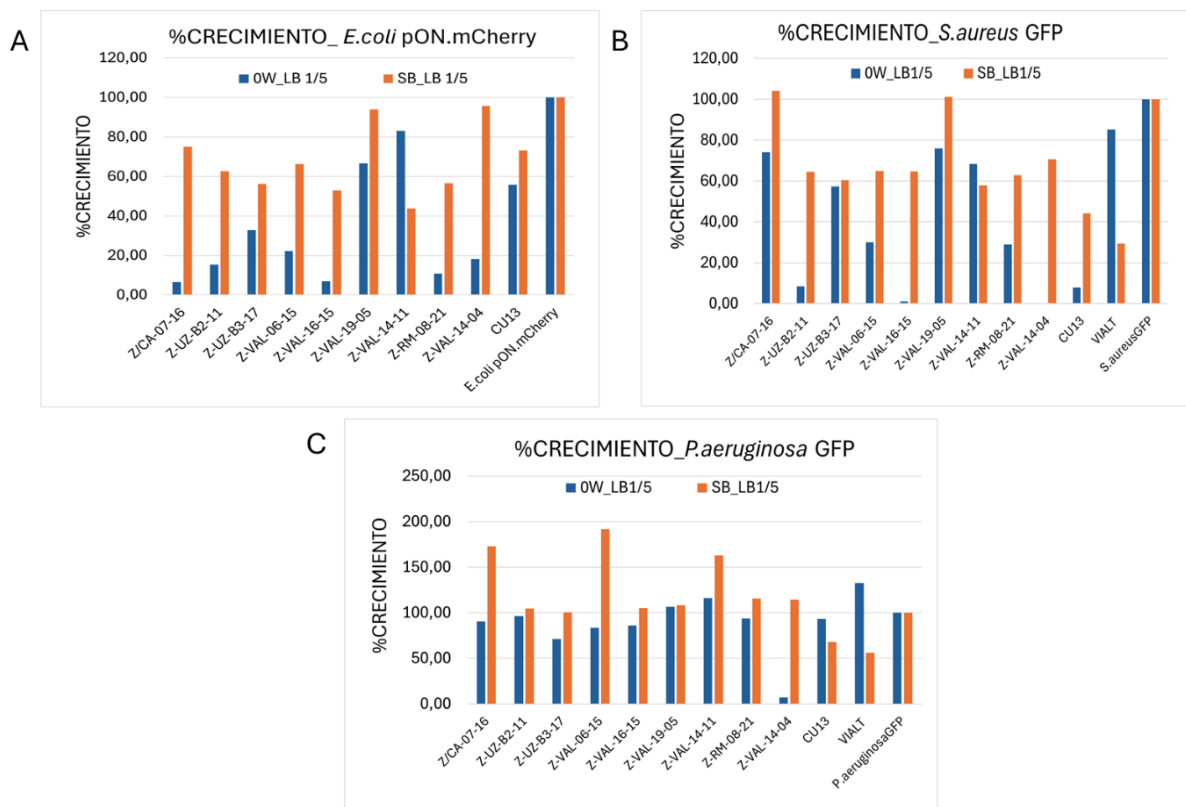 A
%CRECIMIENTO_ E.coli pON.mCherry
0W_LB 1/5 SB_LB 1/5
120,00
100,00
80,00
60,00
40,00
20,00
0,00
%CRECIMIENTO
Z/CA-07-16
Z-UZ-B2-11
Z-UZ-B3-17
Z-VAL-06-15
Z-VAL-16-15
Z-VAL-19-05
Z-VAL-14-11
Z-RM-08-21
Z-VAL-14-04
CU13
E.coli pON.mCherry
B
%CRECIMIENTO_S.aureus GFP
0W_LB1/5 SB_LB1/5
120,00
100,00
80,00
60,00
40,00
20,00
0,00
%CRECIMIENTO
Z/CA-07-16
Z-UZ-B2-11
Z-UZ-B3-17
Z-VAL-06-15
Z-VAL-16-15
Z-VAL-19-05
Z-VAL-14-11
Z-RM-08-21
Z-VAL-14-04
CU13
VIALT
S.aureusGFP
C
%CRECIMIENTO_P.aeruginosa GFP
0W_LB1/5 SB_LB1/5
250,00
200,00
150,00
100,00
50,00
0,00
%CRECIMIENTO
Z/CA-07-16
Z-UZ-B2-11
Z-UZ-B3-17
Z-VAL-06-15
Z-VAL-16-15
Z-VAL-19-05
Z-VAL-14-11
Z-RM-08-21
Z-VAL-14-04
CU13
VIALT
P.aeruginosaGFP